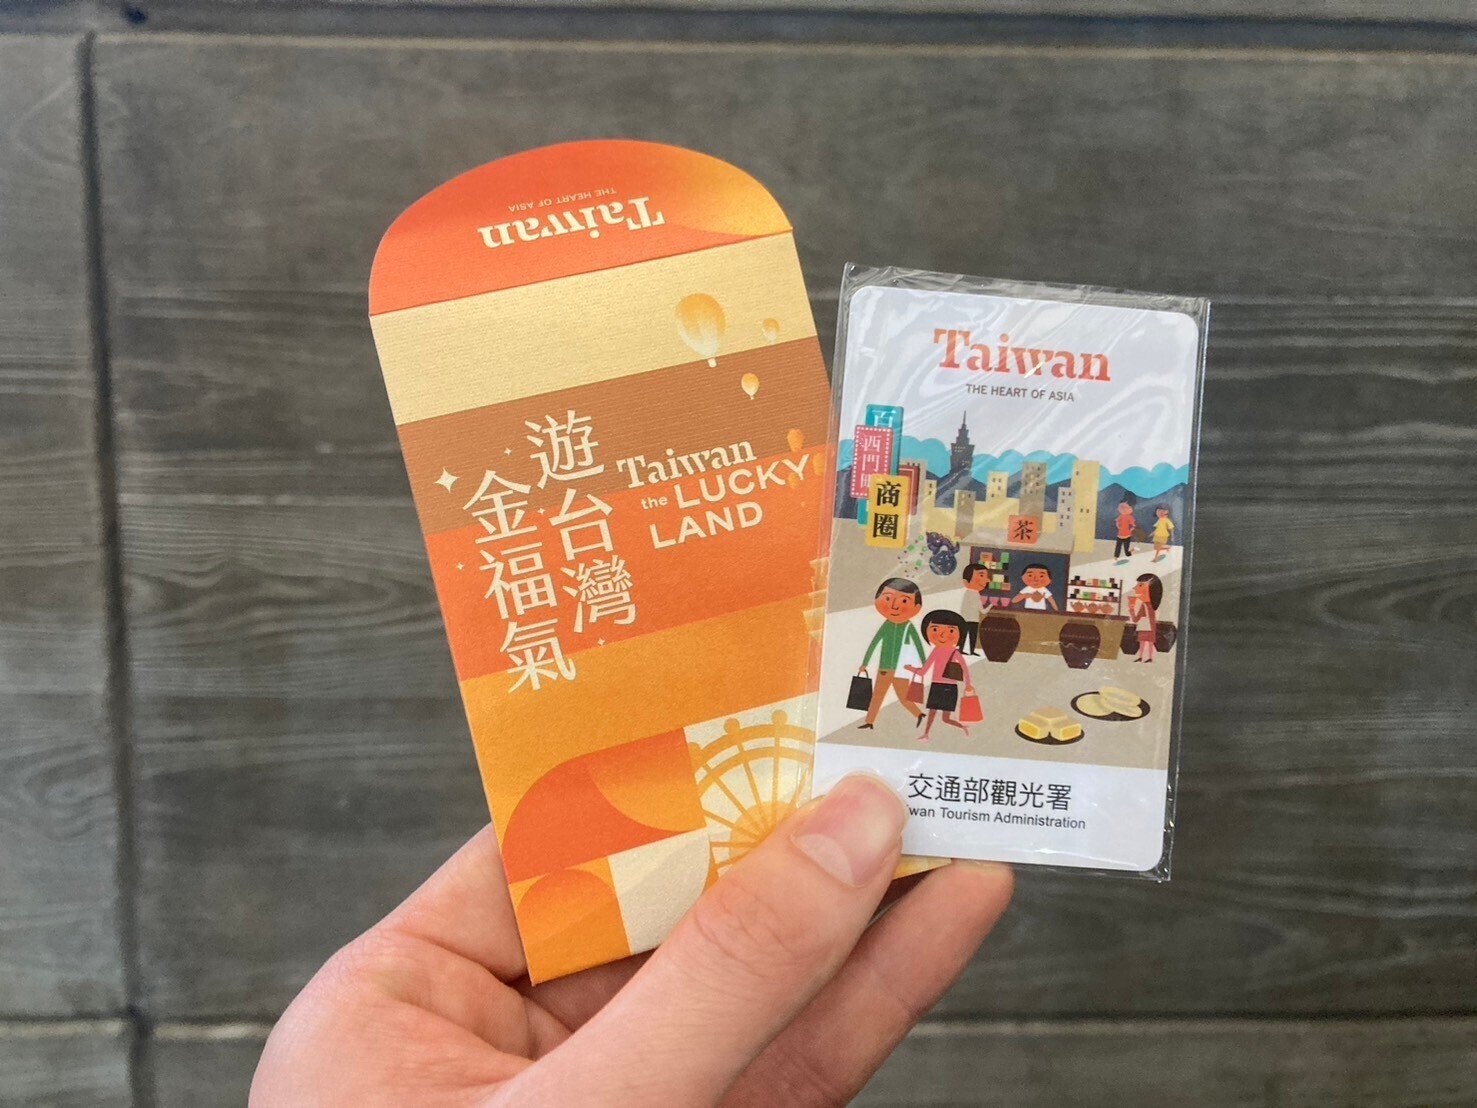 Taiwan
THE HEART OF ASIA
遊台灣
金福氣
Taiwan
the LUCKY
LAND
Taiwan
THE HEART OF ASIA
百
西門町
商圈
茶
交通部觀光署
wan Tourism Administration